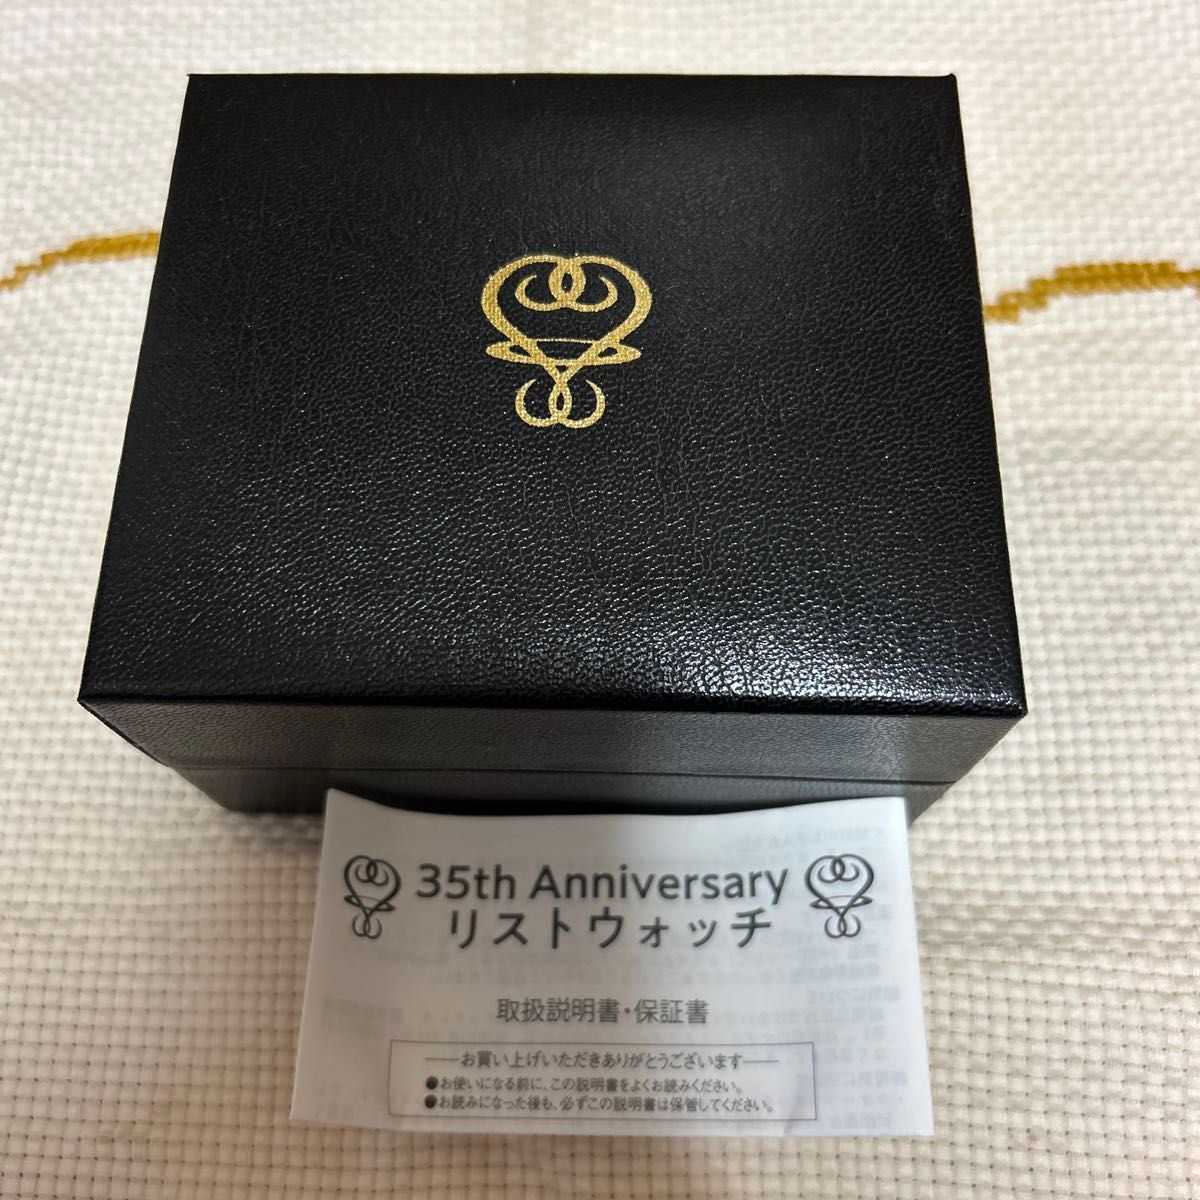 35th Anniversary
リストウォッチ
取扱説明書・保証書
お買い上げいただきありがとうございます
●お使いになる前に、この説明書をよくお読みください。
●お読みになった後も、必ずこの説明書は保管してください。